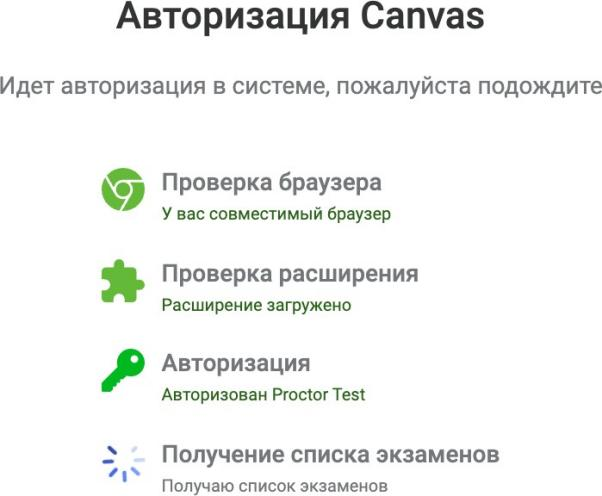 Авторизация Canvas
Идет авторизация в системе, пожалуйста подождите
Проверка браузера
У вас совместимый браузер
Проверка расширения
Расширение загружено
Авторизация
Авторизован Proctor Test
Получение списка экзаменов
Получаю список экзаменов